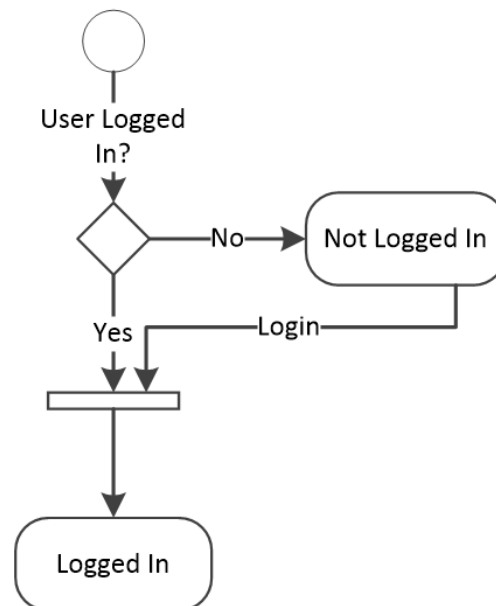 User Logged
In?
No
Not Logged In
Yes
Login
Logged In